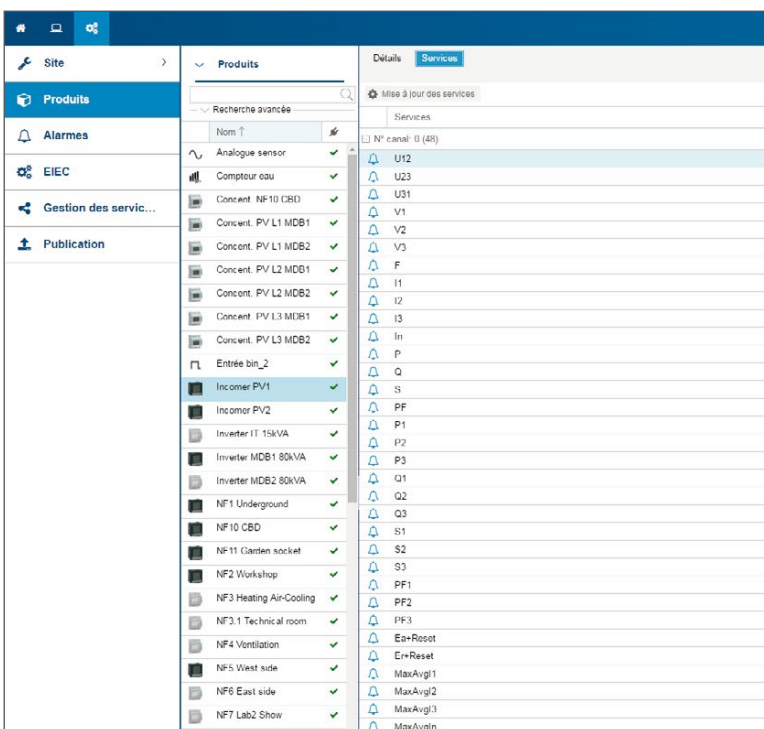 Site
Produits
Alarmes
EIEC
Gestion des servic...
Publication
Produits
Recherche avancée
Nom ↑
Analogue sensor
Compteur eau
Concent. NF10 CBD
Concent. PV L1 MDB1
Concent. PV L1 MDB2
Concent. PV L2 MDB1
Concent. PV L2 MDB2
Concent. PV L3 MDB1
Concent. PV L3 MDB2
Entrée bin_2
Incomer PV1
Incomer PV2
Inverter IT 15kVA
Inverter MDB1 80kVA
Inverter MDB2 80kVA
NF1 Underground
NF10 CBD
NF11 Garden socket
NF2 Workshop
NF3 Heating Air-Cooling
NF3.1 Technical room
NF4 Ventilation
NF5 West side
NF6 East side
NF7 Lab2 Show
Détails Services
Mise à jour des services
Services
N° canal: 0 (48)
U12
U23
U31
V1
V2
V3
F
I1
I2
I3
In
P
Q
S
PF
P1
P2
P3
Q1
Q2
Q3
S1
S2
S3
PF1
PF2
PF3
Ea+Reset
Er+Reset
MaxAvgI1
MaxAvgI2
MaxAvgI3
MaxAvgIn